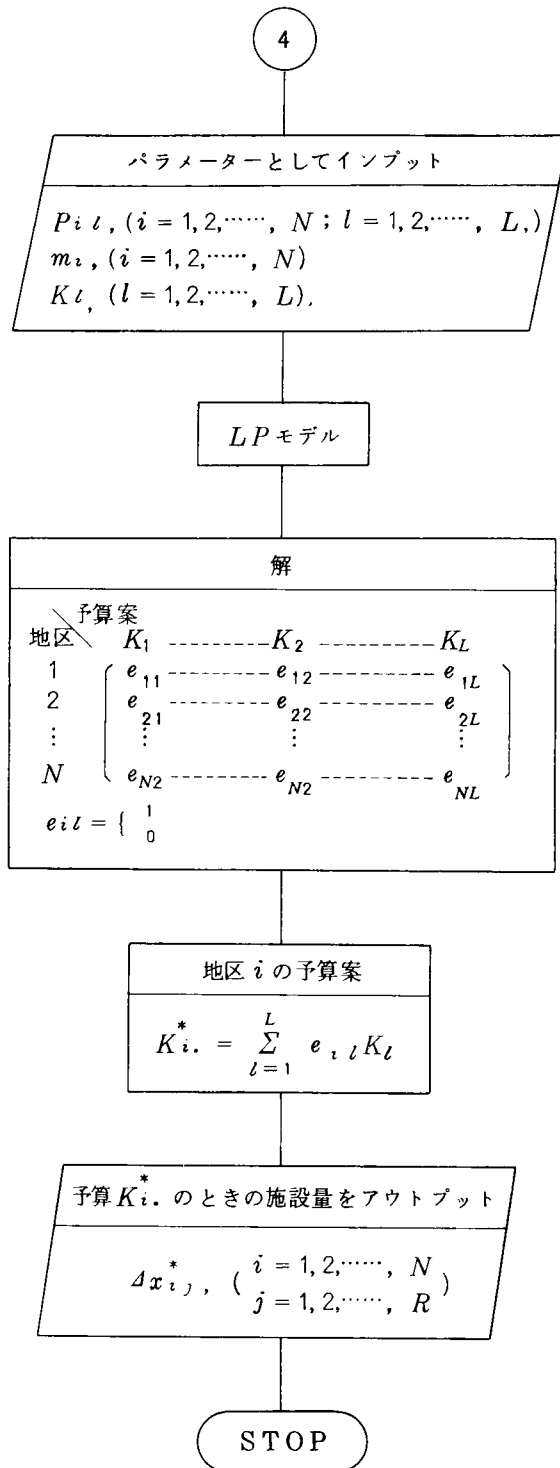 4
パラメーターとしてインプット
Pil, (i = 1,2,……, N ; l = 1,2,……, L,)
mi, (i = 1,2,……, N)
Kl, (l = 1,2,……, L).
LPモデル
解
予算案
地区 K1 -------- K2 -------- KL
1 e11 -------- e12 -------- e1L
2 e21 -------- e22 -------- e2L
⋮ ⋮ ⋮ ⋮
N eN2 -------- eN2 -------- eNL
eil = { 1
0
地区 i の予算案
K*i. = L Σ l=1 ei l Kl
予算K*i. のときの施設量をアウトプット
Δx*ij, ( i = 1,2,……, N
j = 1,2,……, R )
STOP